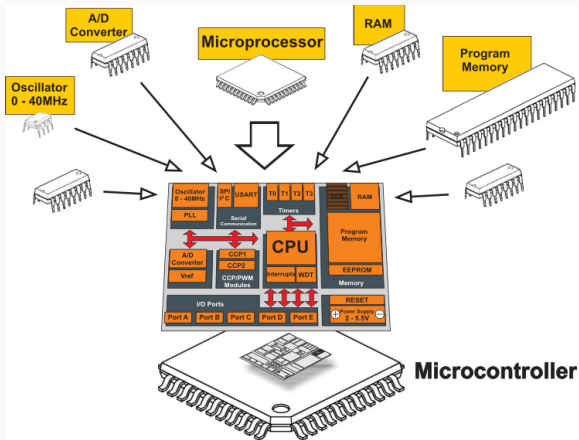 A/D
Converter
Microprocessor
RAM
Program
Memory
Oscillator
0 - 40MHz
Oscillator
0 - 40MHz
PLL
SPI
I²C
USART
Serial
Communication
T0 T1 T2 T3
Timers
RAM
Program
Memory
EEPROM
Memory
A/D
Converter
Vref
CCP1
CCP2
CCP/PWM
Modules
CPU
Interrupts
WDT
I/O Ports
Port A
Port B
Port C
Port D
Port E
RESET
Power Supply
2 - 5.5V
Microcontroller